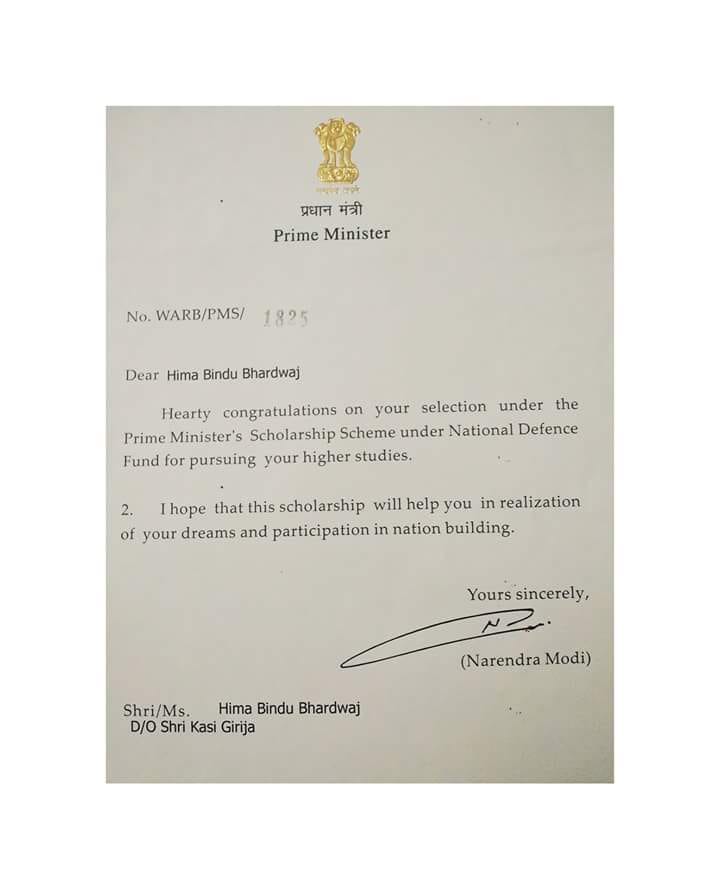 प्रधान मंत्री
Prime Minister
No. WARB/PMS/ 1825
Dear Hima Bindu Bhardwaj
Hearty congratulations on your selection under the
Prime Minister's Scholarship Scheme under National Defence
Fund for pursuing your higher studies.
2. I hope that this scholarship will help you in realization
of your dreams and participation in nation building.
Yours sincerely,
(Narendra Modi)
Shri/Ms. Hima Bindu Bhardwaj
D/O Shri Kasi Girija